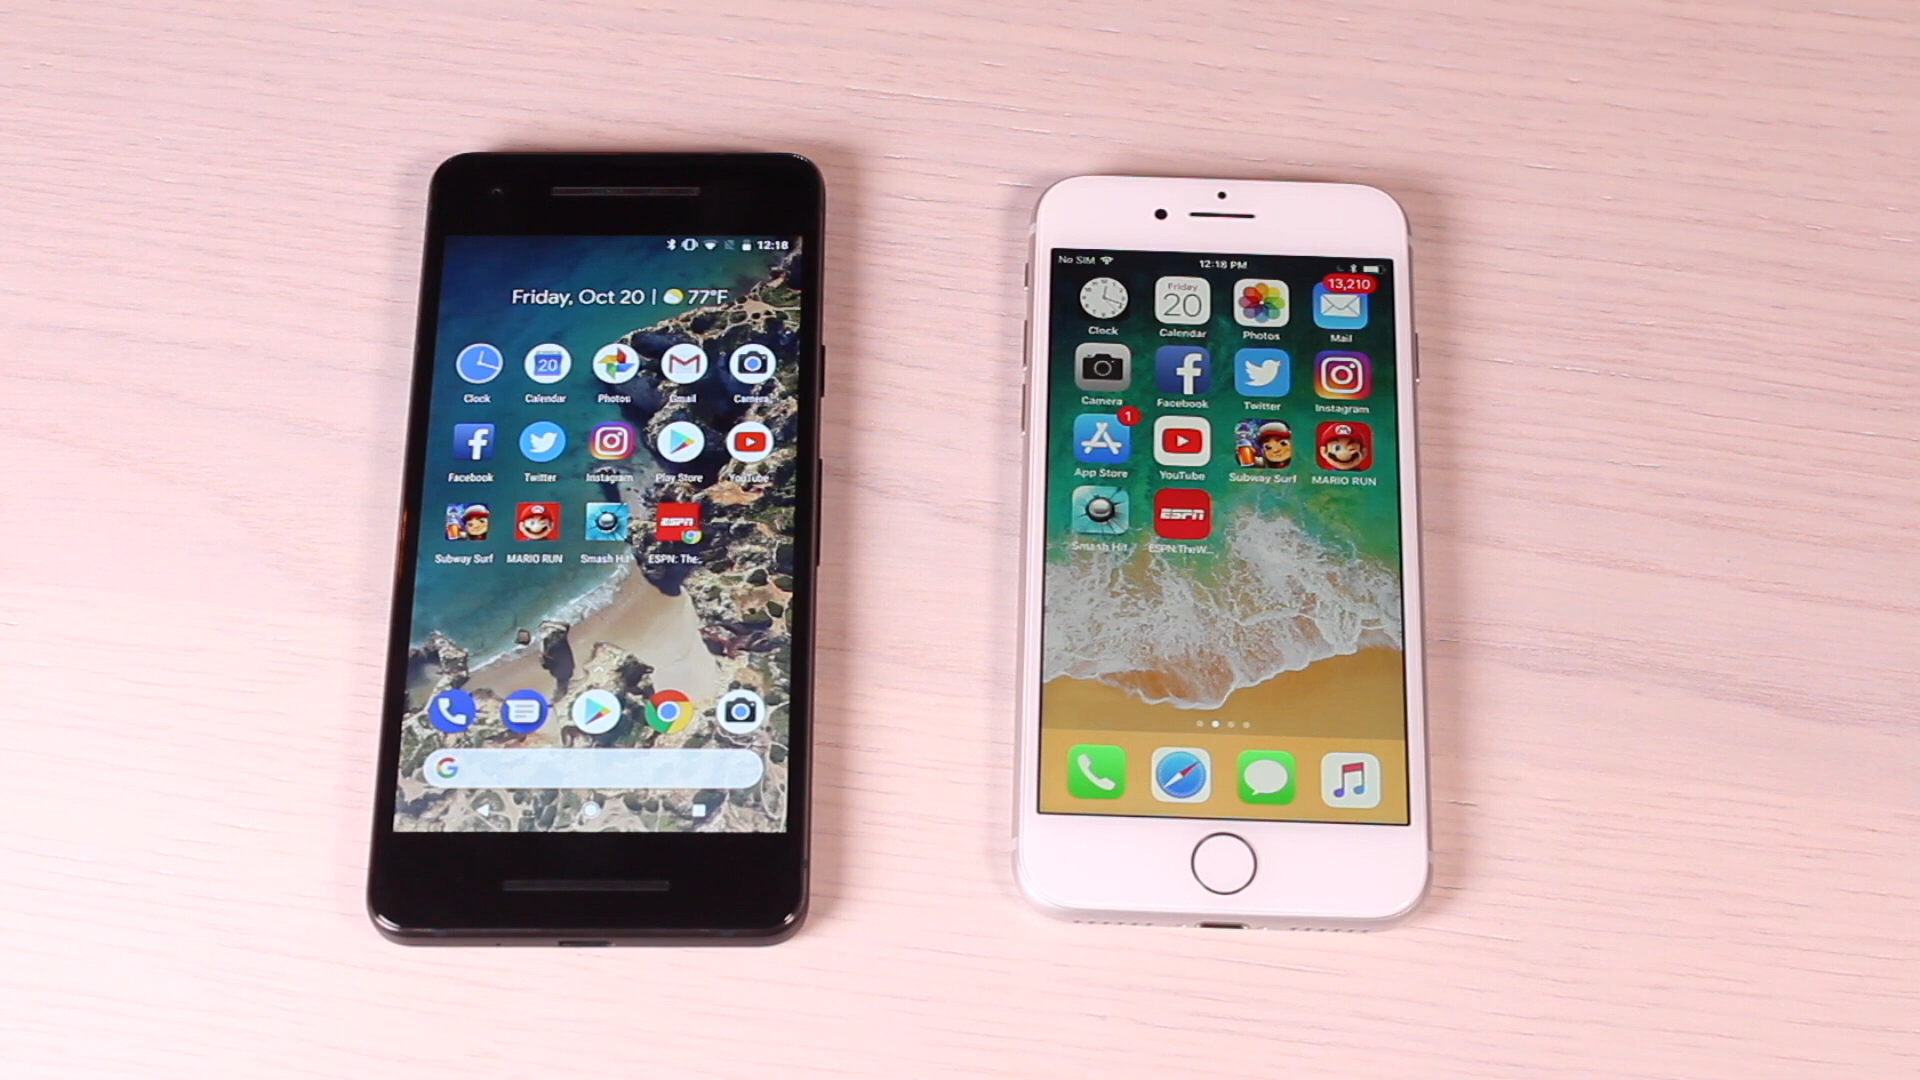 12:18
Friday, Oct 20 | 77°F
20
Clock Calendar Photos Gmail Camera
Facebook Twitter Instagram Play Store YouTube
ESPN
Subway Surf MARIO RUN Smash Hit ESPN: The..
G
No SIM 12:18 PM
Friday
20
13,210
Clock Calendar Photos Mail
Camera Facebook Twitter Instagram
1
App Store YouTube Subway Surf MARIO RUN
ESPN
Smash Hit ESPN: The W...